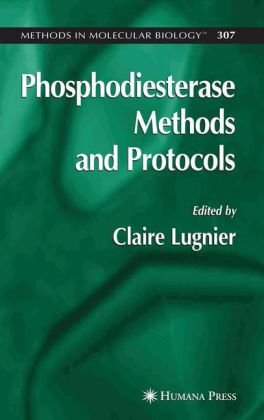 METHODS IN MOLECULAR BIOLOGY™ 307
Phosphodiesterase
Methods
and Protocols
Edited by
Claire Lugnier
HUMANA PRESS